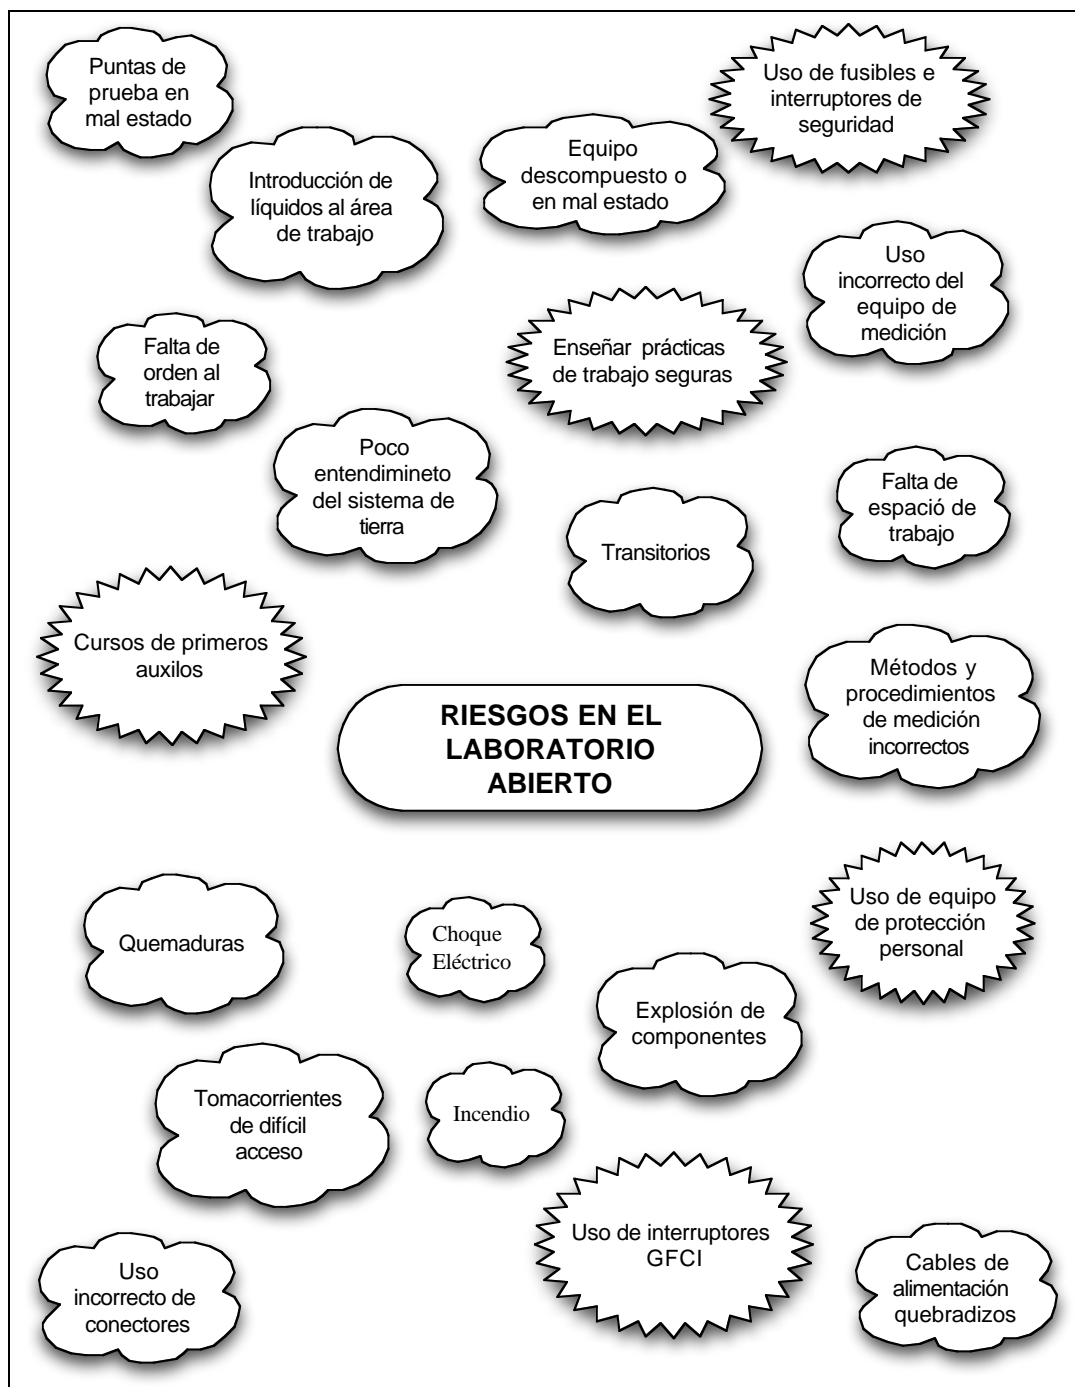 Puntas de
prueba en
mal estado
Uso de fusibles e
interruptores de
seguridad
Introducción de
líquidos al área
de trabajo
Equipo
descompuesto o
en mal estado
Uso
incorrecto del
equipo de
medición
Falta de
orden al
trabajar
Enseñar prácticas
de trabajo seguras
Poco
entendimineto
del sistema de
tierra
Falta de
espació de
trabajo
Transitorios
Cursos de primeros
auxilos
Métodos y
procedimientos
de medición
incorrectos
RIESGOS EN EL
LABORATORIO
ABIERTO
Uso de equipo
de protección
personal
Quemaduras
Choque
Eléctrico
Explosión de
componentes
Tomacorrientes
de difícil
acceso
Incendio
Uso de interruptores
GFCI
Uso
incorrecto de
conectores
Cables de
alimentación
quebradizos